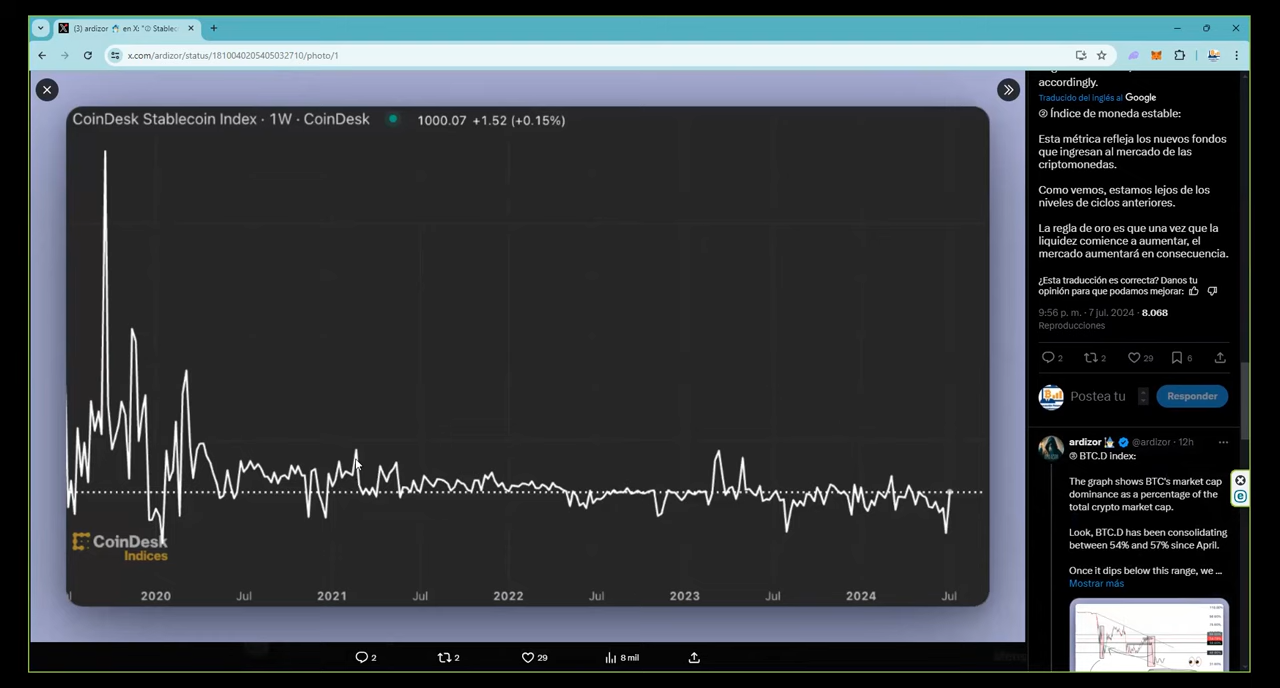 (3) ardizor en X: "② Stablec
x.com/ardizor/status/1810040205405032710/photo/1
CoinDesk Stablecoin Index · 1W · CoinDesk 1000.07 +1.52 (+0.15%)
CoinDesk
Indices
2020 Jul 2021 Jul 2022 Jul 2023 Jul 2024 Jul
2 2 29 8 mil
accordingly.
Traducido del inglés al Google
② Índice de moneda estable:
Esta métrica refleja los nuevos fondos
que ingresan al mercado de las
criptomonedas.
Como vemos, estamos lejos de los
niveles de ciclos anteriores.
La regla de oro es que una vez que la
liquidez comience a aumentar, el
mercado aumentará en consecuencia.
¿Esta traducción es correcta? Danos tu
opinión para que podamos mejorar:
9:56 p. m. · 7 jul. 2024 · 8.068
Reproducciones
2 2 29 6
Postea tu Responder
ardizor @ardizor · 12h
BTC.D index:
The graph shows BTC's market cap
dominance as a percentage of the
total crypto market cap.
Look, BTC.D has been consolidating
between 54% and 57% since April.
Once it dips below this range, we ...
Mostrar más